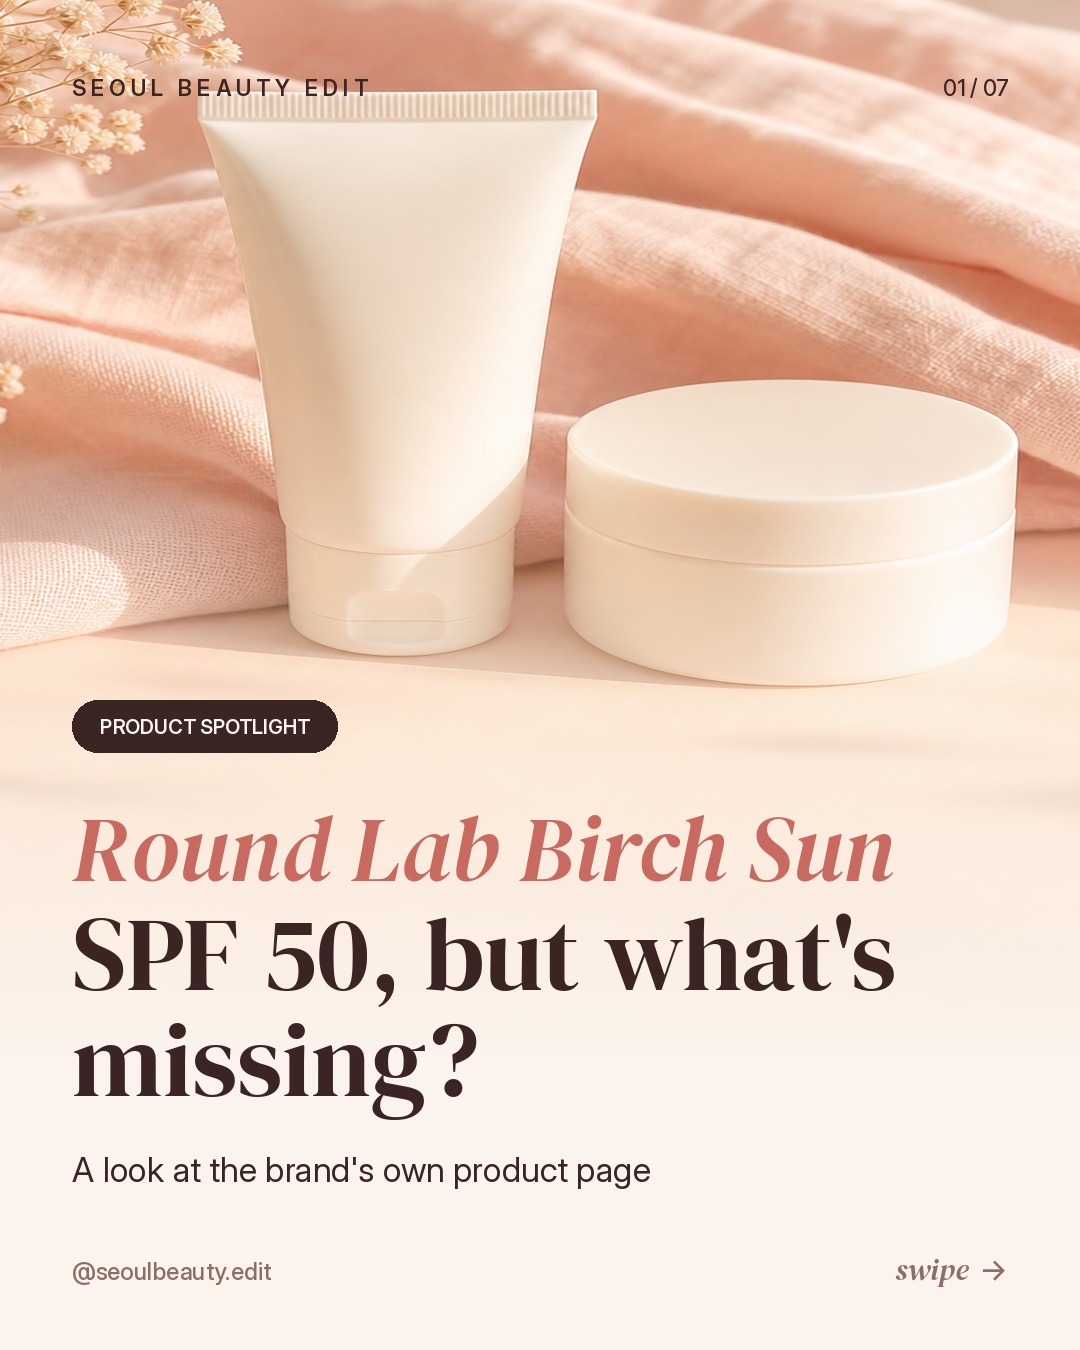 SEOUL BEAUTY EDIT
01 / 07
PRODUCT SPOTLIGHT
Round Lab Birch Sun
SPF 50, but what's
missing?
A look at the brand's own product page
@seoulbeauty.edit
swipe →